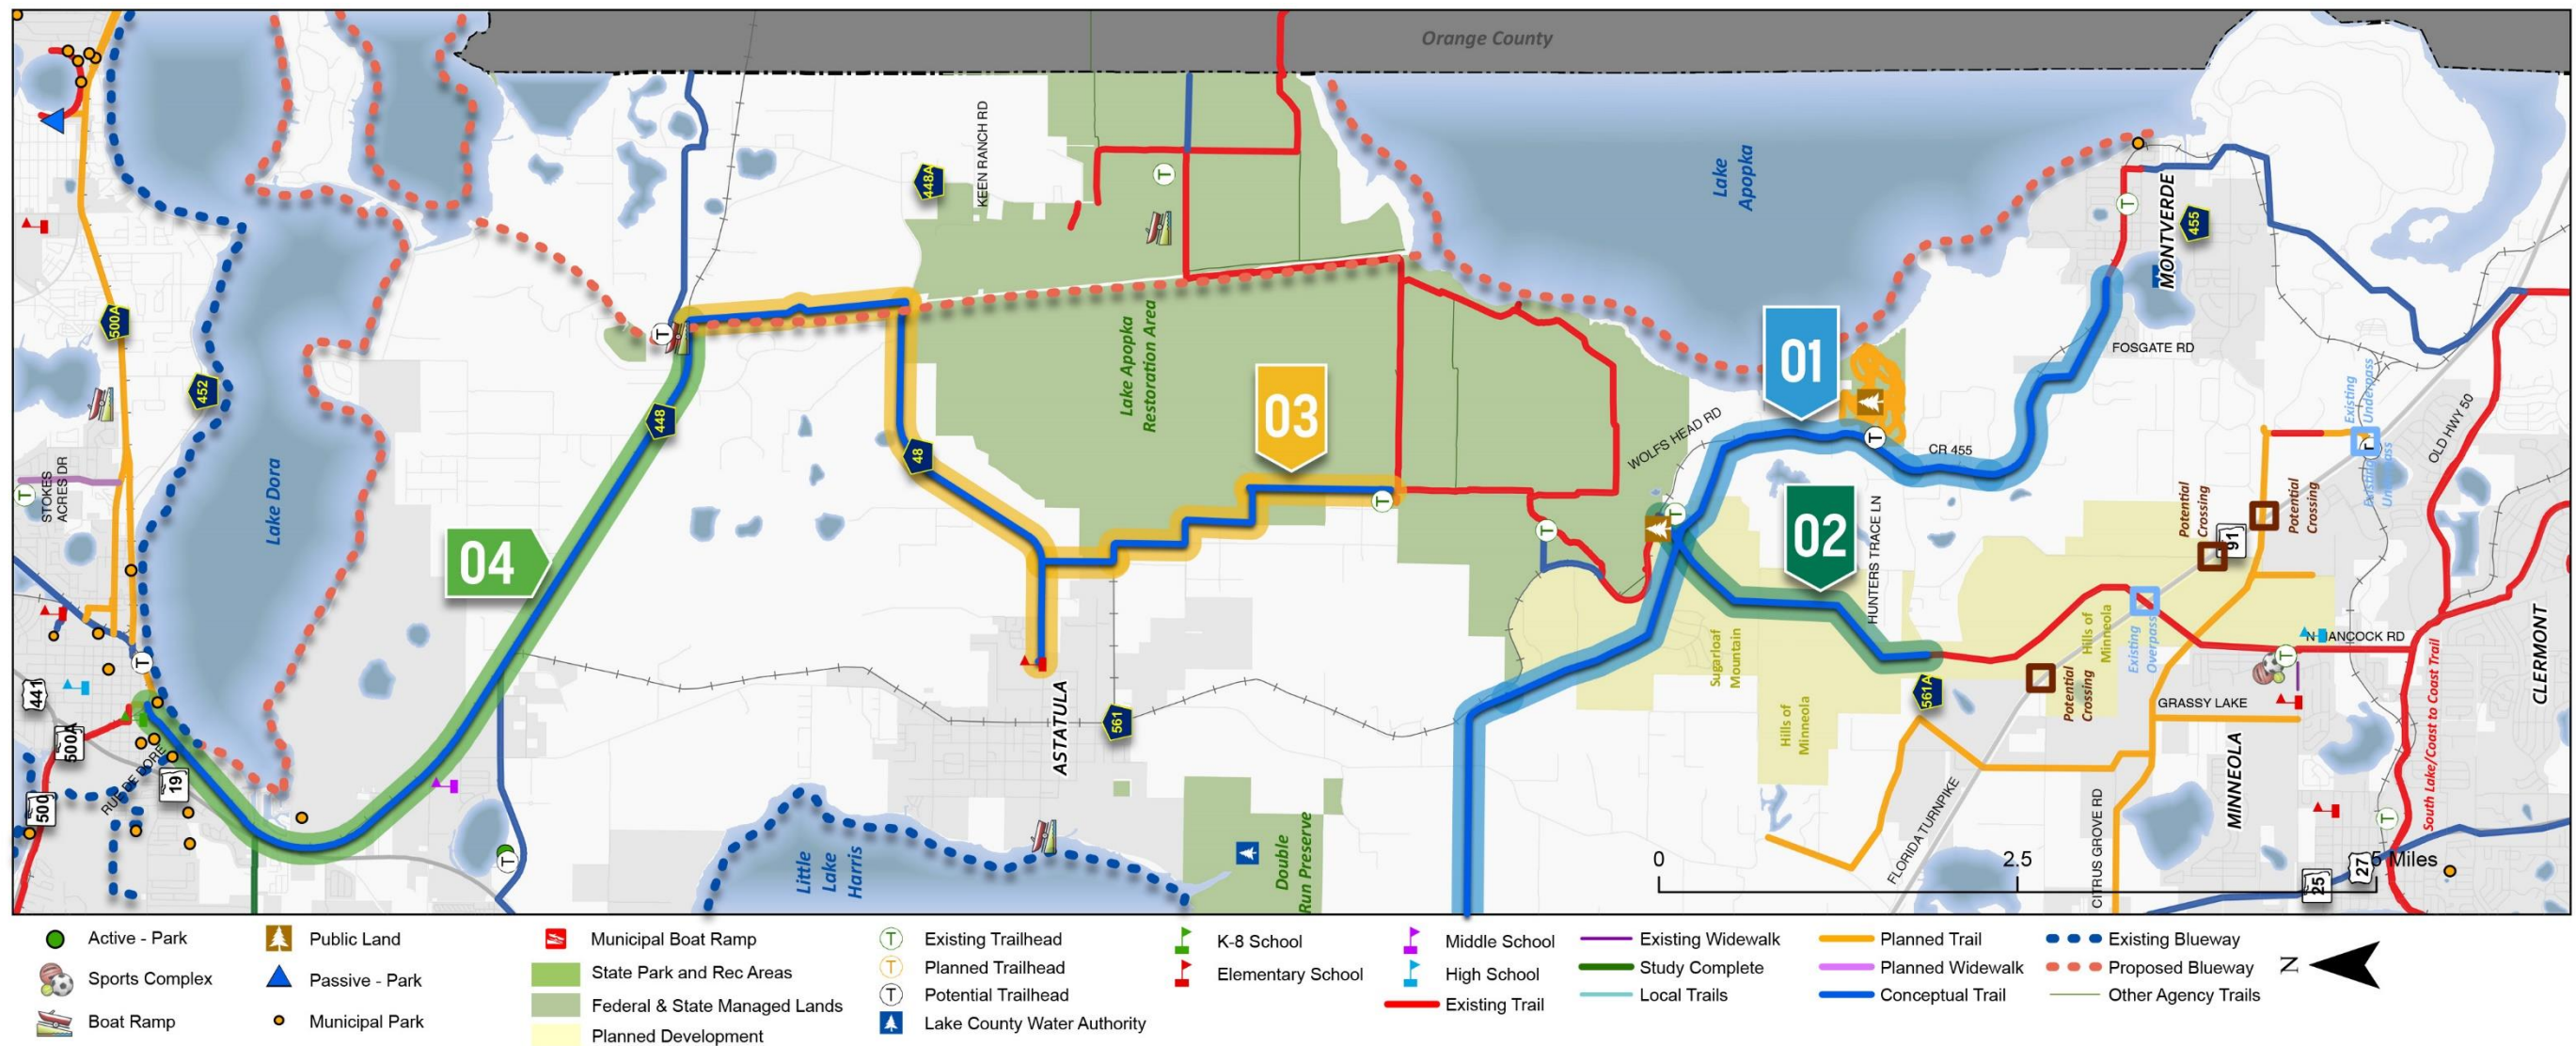 Orange County
448A
KEEN RANCH RD
Lake
Apopka
MONTVERDE
455
500A
452
STOKES
ACRES DR
Lake Dora
448
48
Lake Apopka
Restoration Area
03
01
WOLFS HEAD RD
CR 455
FOSGATE RD
Existing
Underpass
OLD HWY 50
04
02
HUNTERS TRACE LN
Potential
Crossing
Potential
Crossing
91
Sugarloaf
Mountain
Hills of
Minneola
Hills of
Minneola
Existing
Overpass
N HANCOCK RD
CLERMONT
441
500A
500
19
RUE DE DORE
ASTATULA
561
561A
Potential
Crossing
GRASSY LAKE
MINNEOLA
South Lake/Coast to Coast Trail
FLORIDA TURNPIKE
CITRUS GROVE RD
Little
Lake
Harris
Double
Run Preserve
0
2.5
5 Miles
25
27
Active - Park
Sports Complex
Boat Ramp
Public Land
Passive - Park
Municipal Park
Municipal Boat Ramp
State Park and Rec Areas
Federal & State Managed Lands
Planned Development
T Existing Trailhead
T Planned Trailhead
T Potential Trailhead
Lake County Water Authority
K-8 School
Elementary School
Middle School
High School
Existing Trail
Existing Widewalk
Study Complete
Local Trails
Planned Trail
Planned Widewalk
Conceptual Trail
Existing Blueway
Proposed Blueway
Other Agency Trails
N